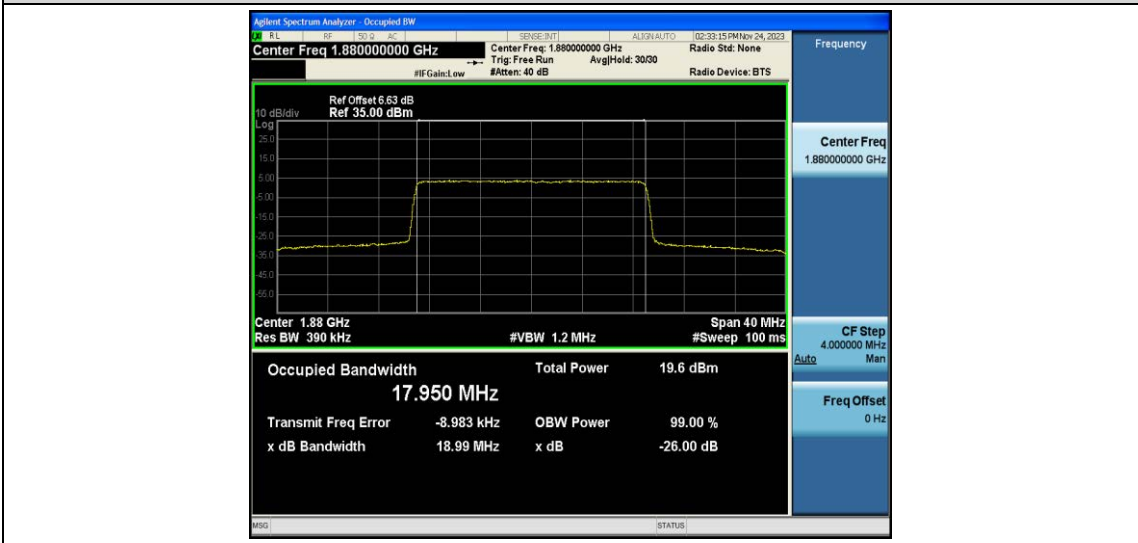 Agilent Spectrum Analyzer - Occupied BW
RL RF 50 Ω AC SENSE:INT ALIGNAUTO 02:33:15 PM Nov 24, 2023
Center Freq 1.880000000 GHz
Center Freq: 1.880000000 GHz
Radio Std: None
Trig: Free Run Avg|Hold: 30/30
#IFGain:Low
#Atten: 40 dB
Radio Device: BTS
Ref Offset 6.63 dB
10 dB/div Ref 35.00 dBm
Log
25.0
15.0
5.00
-5.00
-15.0
-25.0
-35.0
-45.0
-55.0
Center 1.88 GHz
Span 40 MHz
Res BW 390 kHz
#VBW 1.2 MHz
#Sweep 100 ms
Occupied Bandwidth
Total Power 19.6 dBm
17.950 MHz
Transmit Freq Error -8.983 kHz
OBW Power 99.00 %
x dB Bandwidth 18.99 MHz
x dB -26.00 dB
MSG
STATUS
Frequency
Center Freq
1.880000000 GHz
CF Step
4.000000 MHz
Auto Man
Freq Offset
0 Hz